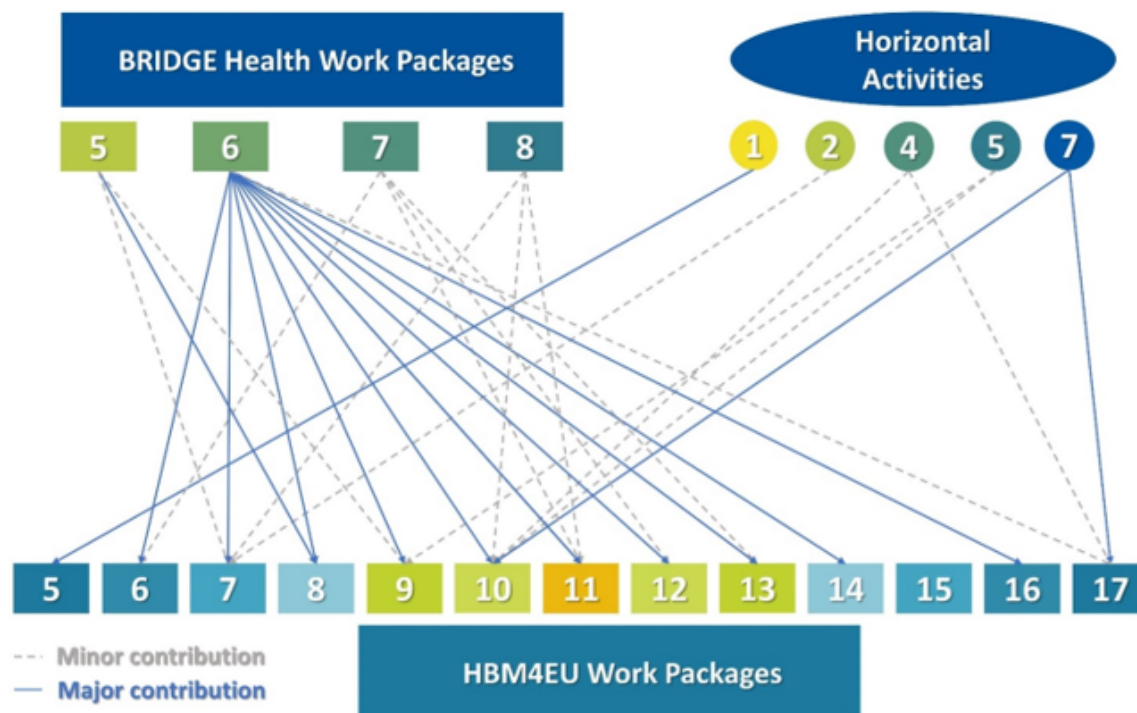 BRIDGE Health Work Packages
Horizontal
Activities
5 6 7 8
1 2 4 5 7
5 6 7 8 9 10 11 12 13 14 15 16 17
Minor contribution
Major contribution
HBM4EU Work Packages